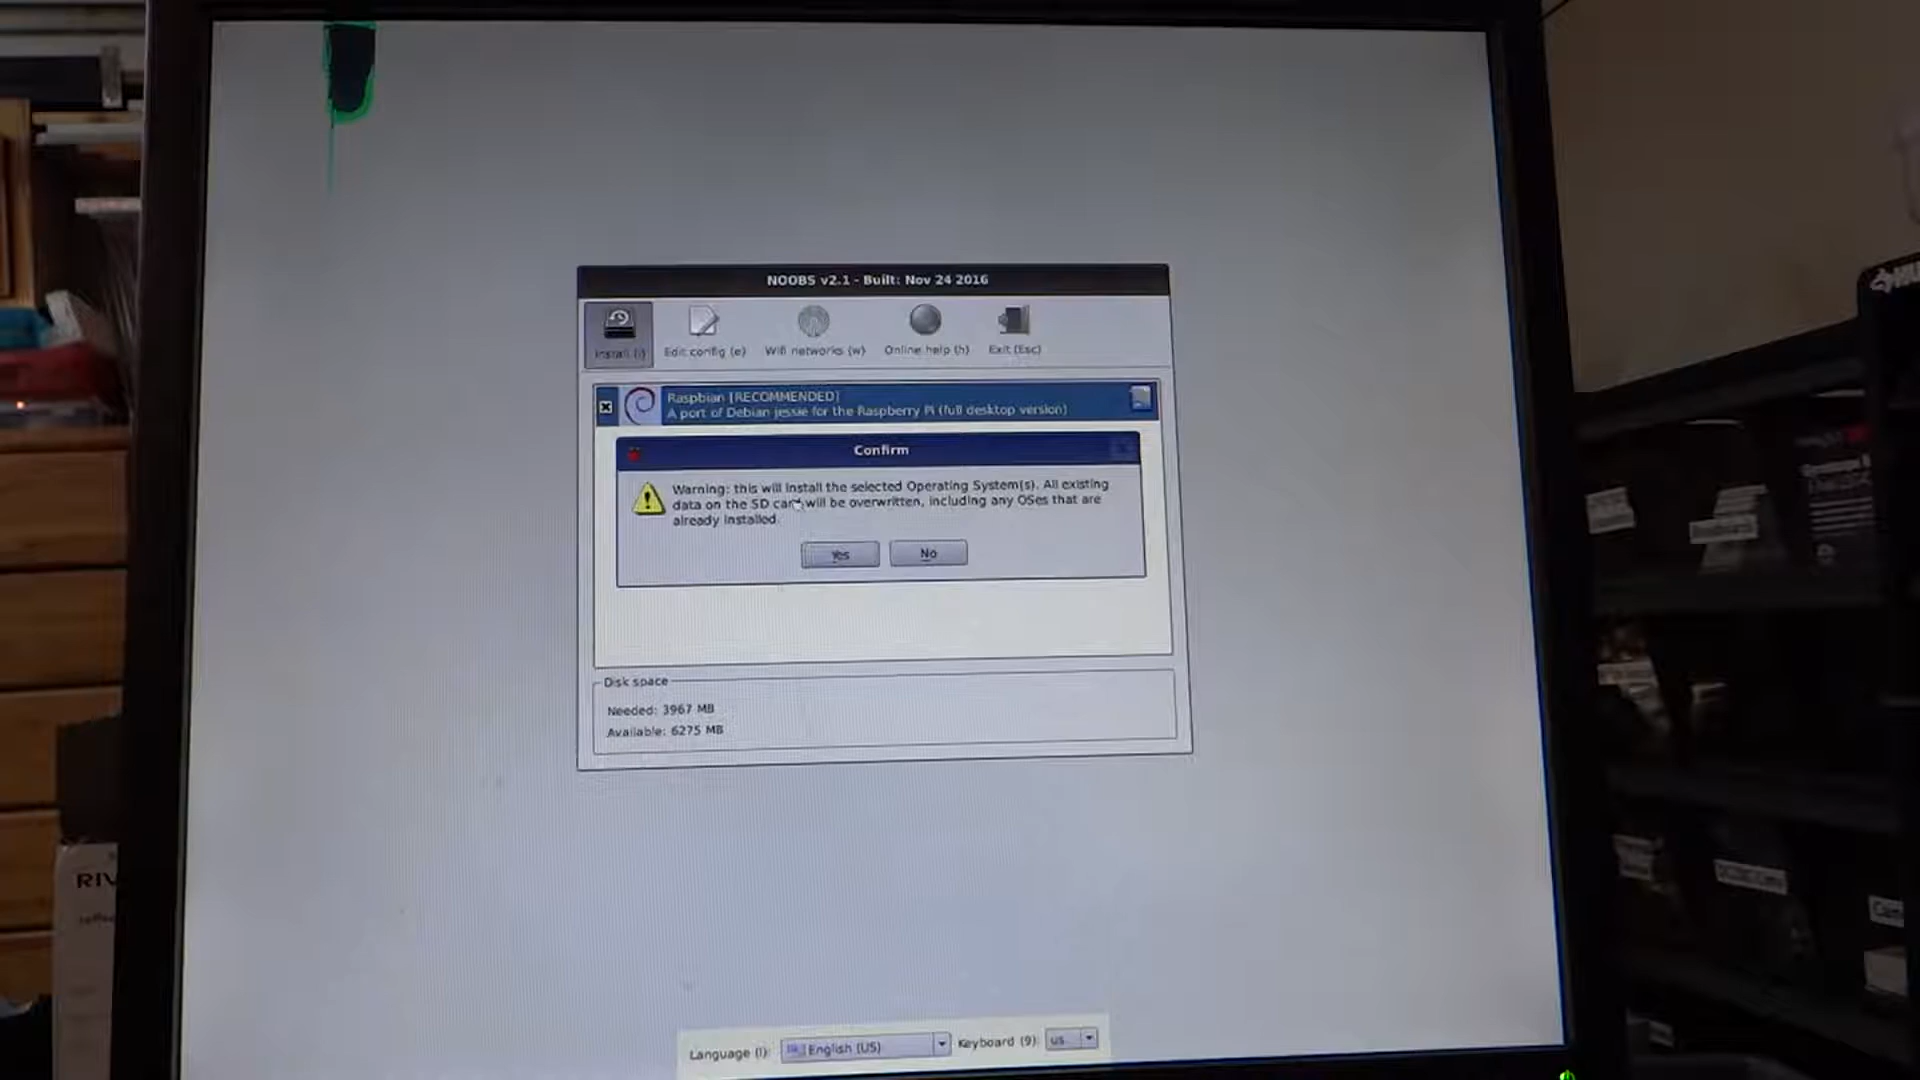 NOOBS v2.1 - Built: Nov 24 2016
Install (i) Edit config (e) Wifi networks (w) Online help (h) Exit (Esc)
Raspbian [RECOMMENDED]
A port of Debian jessie for the Raspberry Pi (full desktop version)
Confirm
Warning: this will install the selected Operating System(s). All existing
data on the SD card will be overwritten, including any OSes that are
already installed.
Yes No
Disk space
Needed: 3967 MB
Available: 6275 MB
Language (l): English (US) Keyboard (9): us
RIV